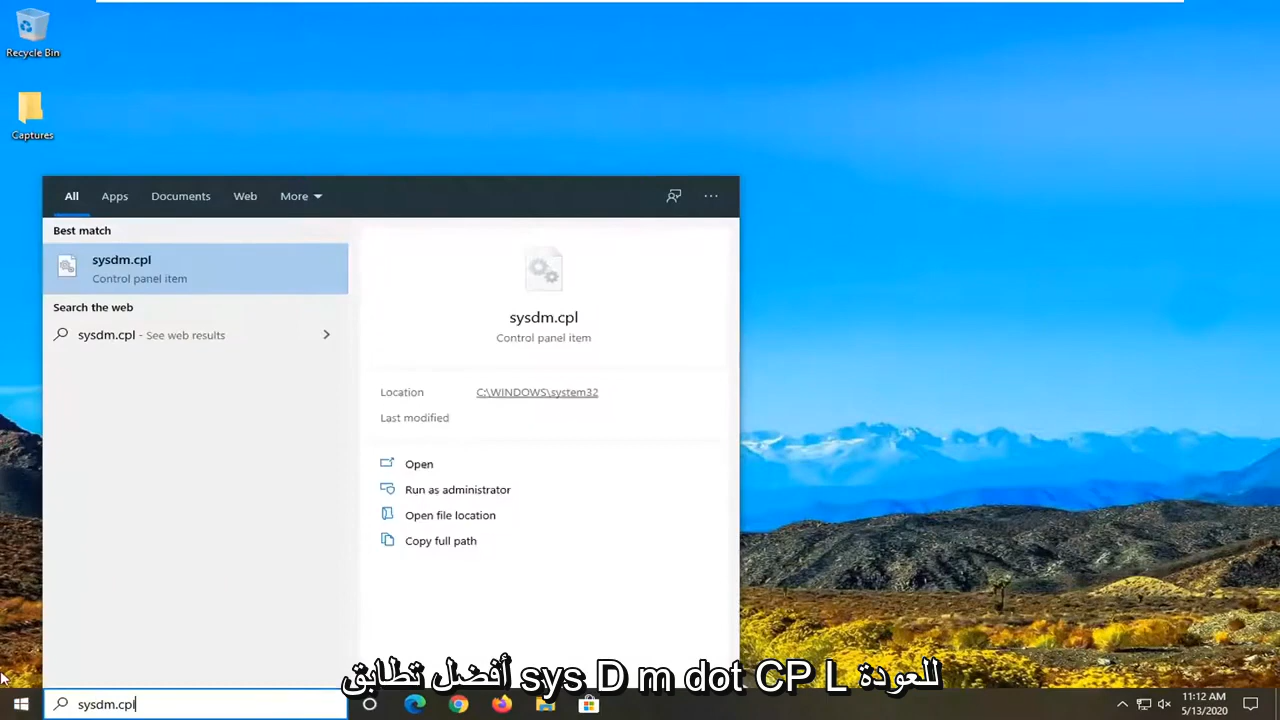 Recycle Bin
Captures
All Apps Documents Web More
Best match
sysdm.cpl
Control panel item
Search the web
sysdm.cpl - See web results
sysdm.cpl
Control panel item
Location C:\WINDOWS\system32
Last modified
Open
Run as administrator
Open file location
Copy full path
للعودة sys D m dot CP L أفضل تطابق
sysdm.cpl
11:12 AM
5/13/2020